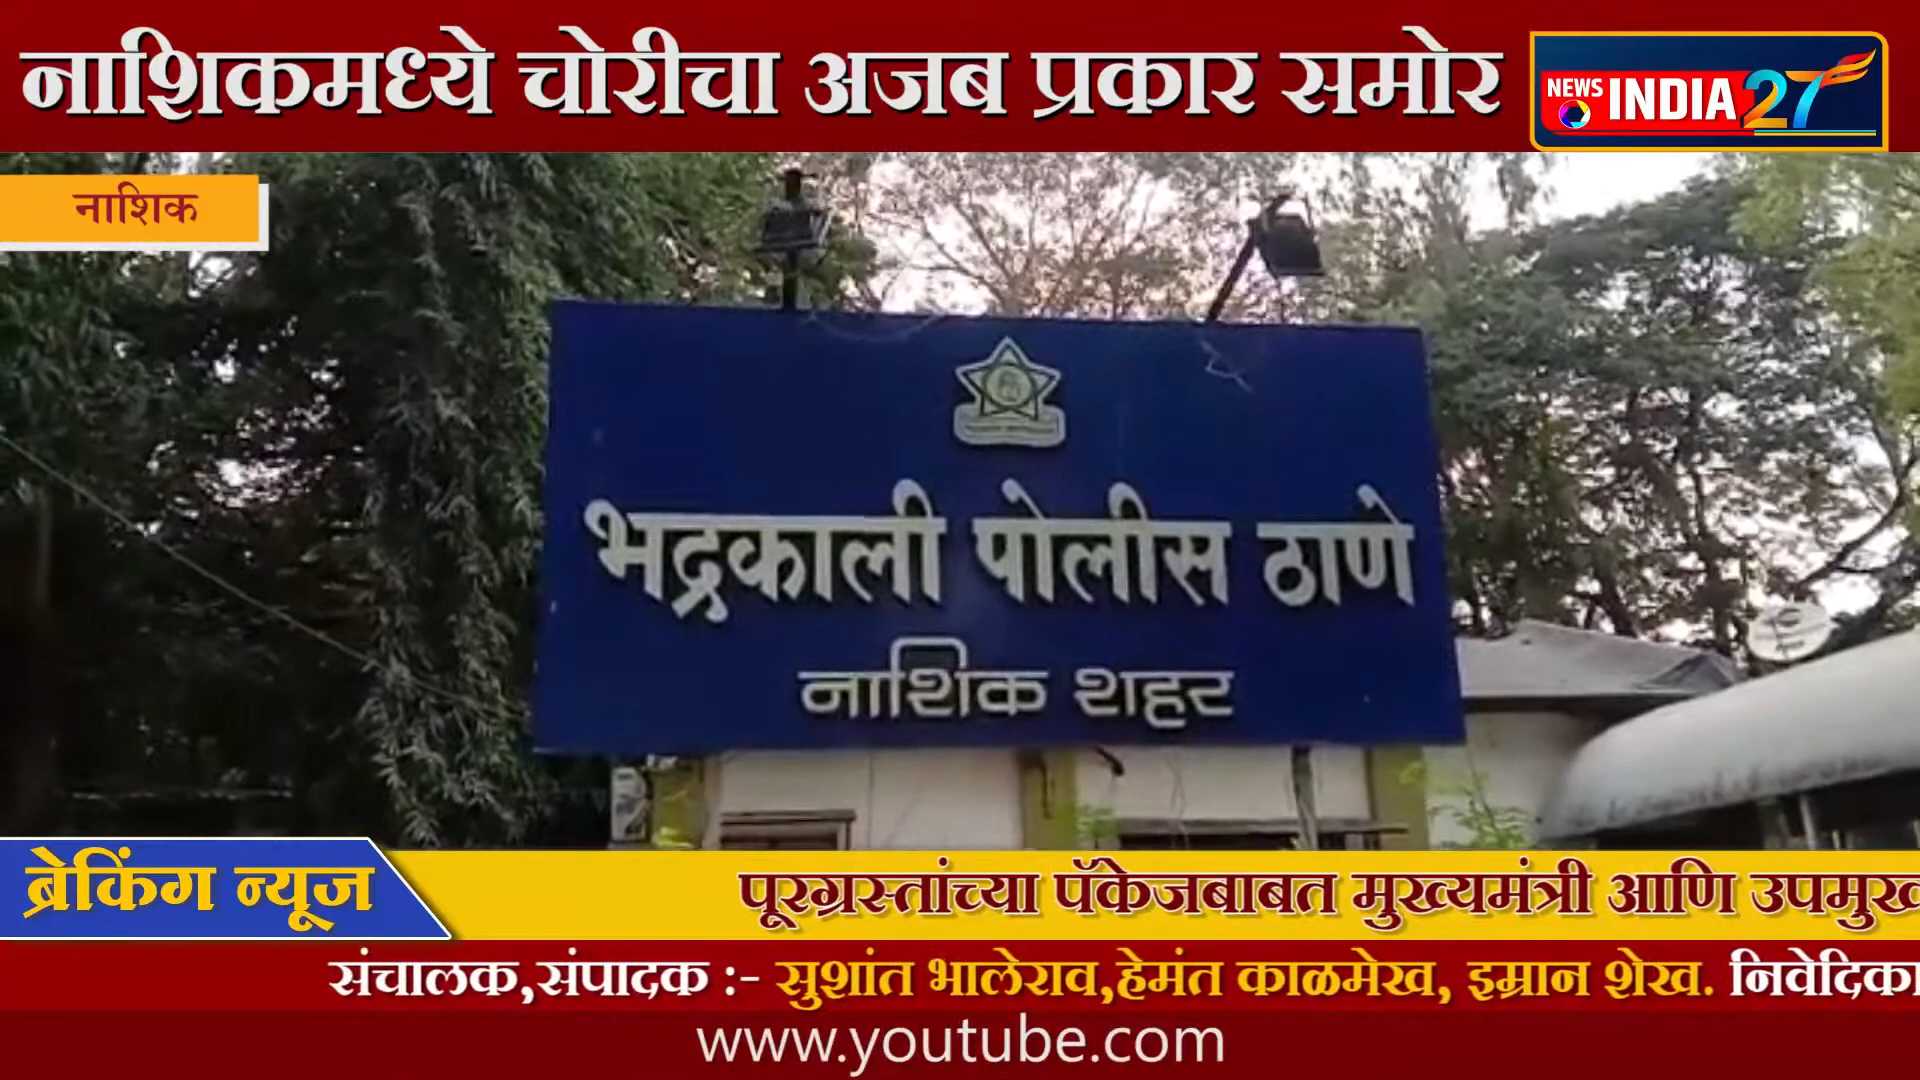 नाशिकमध्ये चोरीचा अजब प्रकार समोर
NEWS INDIA 27
नाशिक
भद्रकाली पोलीस ठाणे
नाशिक शहर
ब्रेकिंग न्यूज
पूरग्रस्तांच्या पॅकेजबाबत मुख्यमंत्री आणि उपमुख
संचालक,संपादक :- सुशांत भालेराव,हेमंत काळमेख, इम्रान शेख. निवेदिका
www.youtube.com